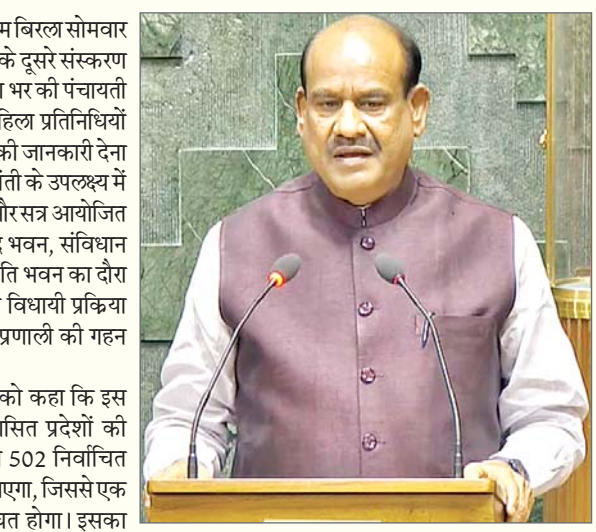 म बिरला सोमवार
के दूसरे संस्करण
भर की पंचायती
हिला प्रतिनिधियों
की जानकारी देना
ती के उपलक्ष्य में
और सत्र आयोजित
भवन, संविधान
ति भवन का दौरा
विधायी प्रक्रिया
प्रणाली की गहन
को कहा कि इस
ासित प्रदेशों की
502 निर्वाचित
एगा, जिससे एक
त होगा। इसका